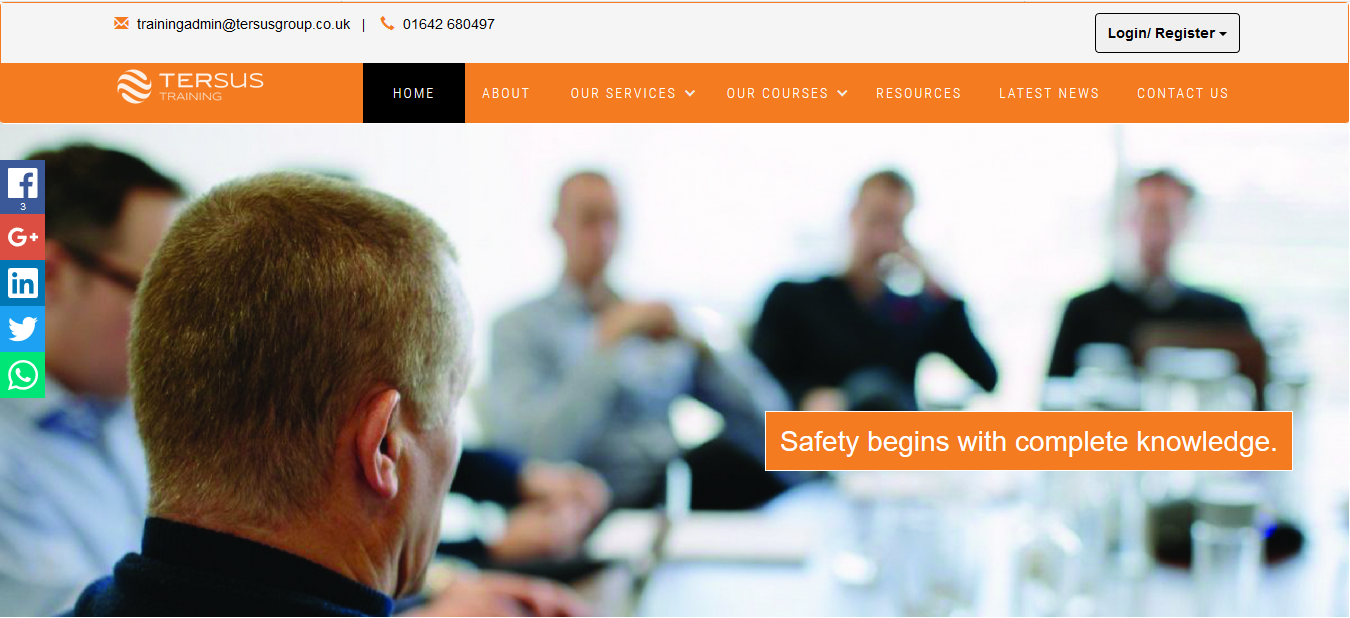 trainingadmin@tersusgroup.co.uk | 01642 680497
Login/ Register
TERSUS
TRAINING
HOME ABOUT OUR SERVICES OUR COURSES RESOURCES LATEST NEWS CONTACT US
3
G+
in
Safety begins with complete knowledge.